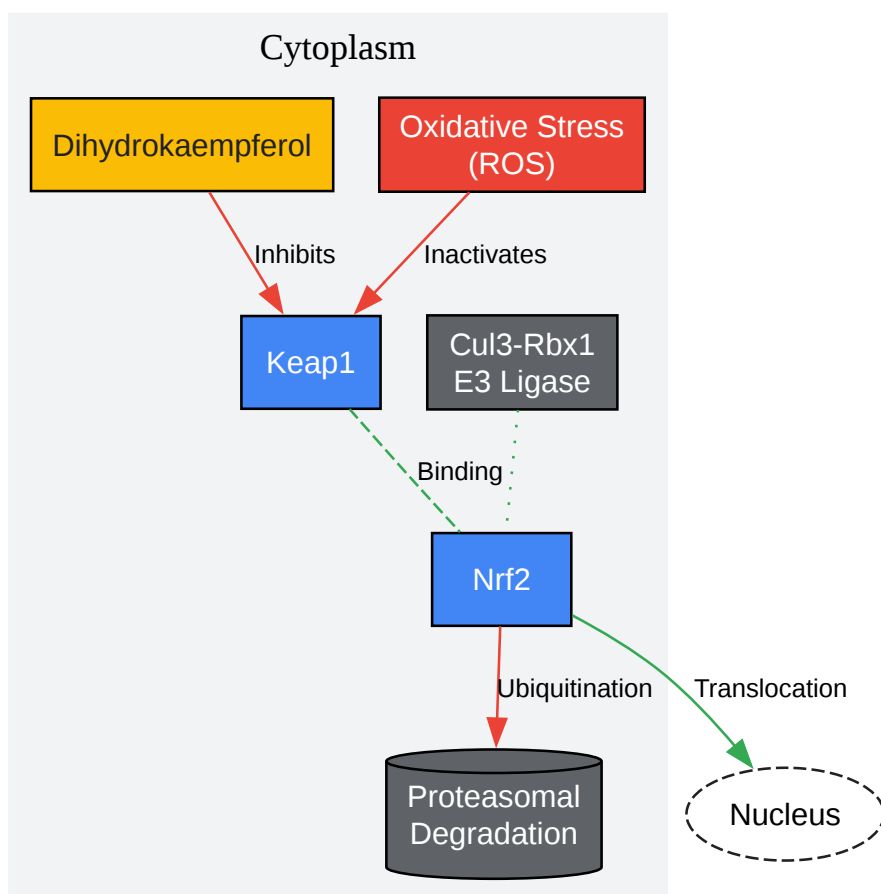 Cytoplasm
Dihydrokaempferol
Oxidative Stress
(ROS)
Inhibits
Inactivates
Keap1
Cul3-Rbx1
E3 Ligase
Binding
Nrf2
Ubiquitination
Translocation
Proteasomal
Degradation
Nucleus